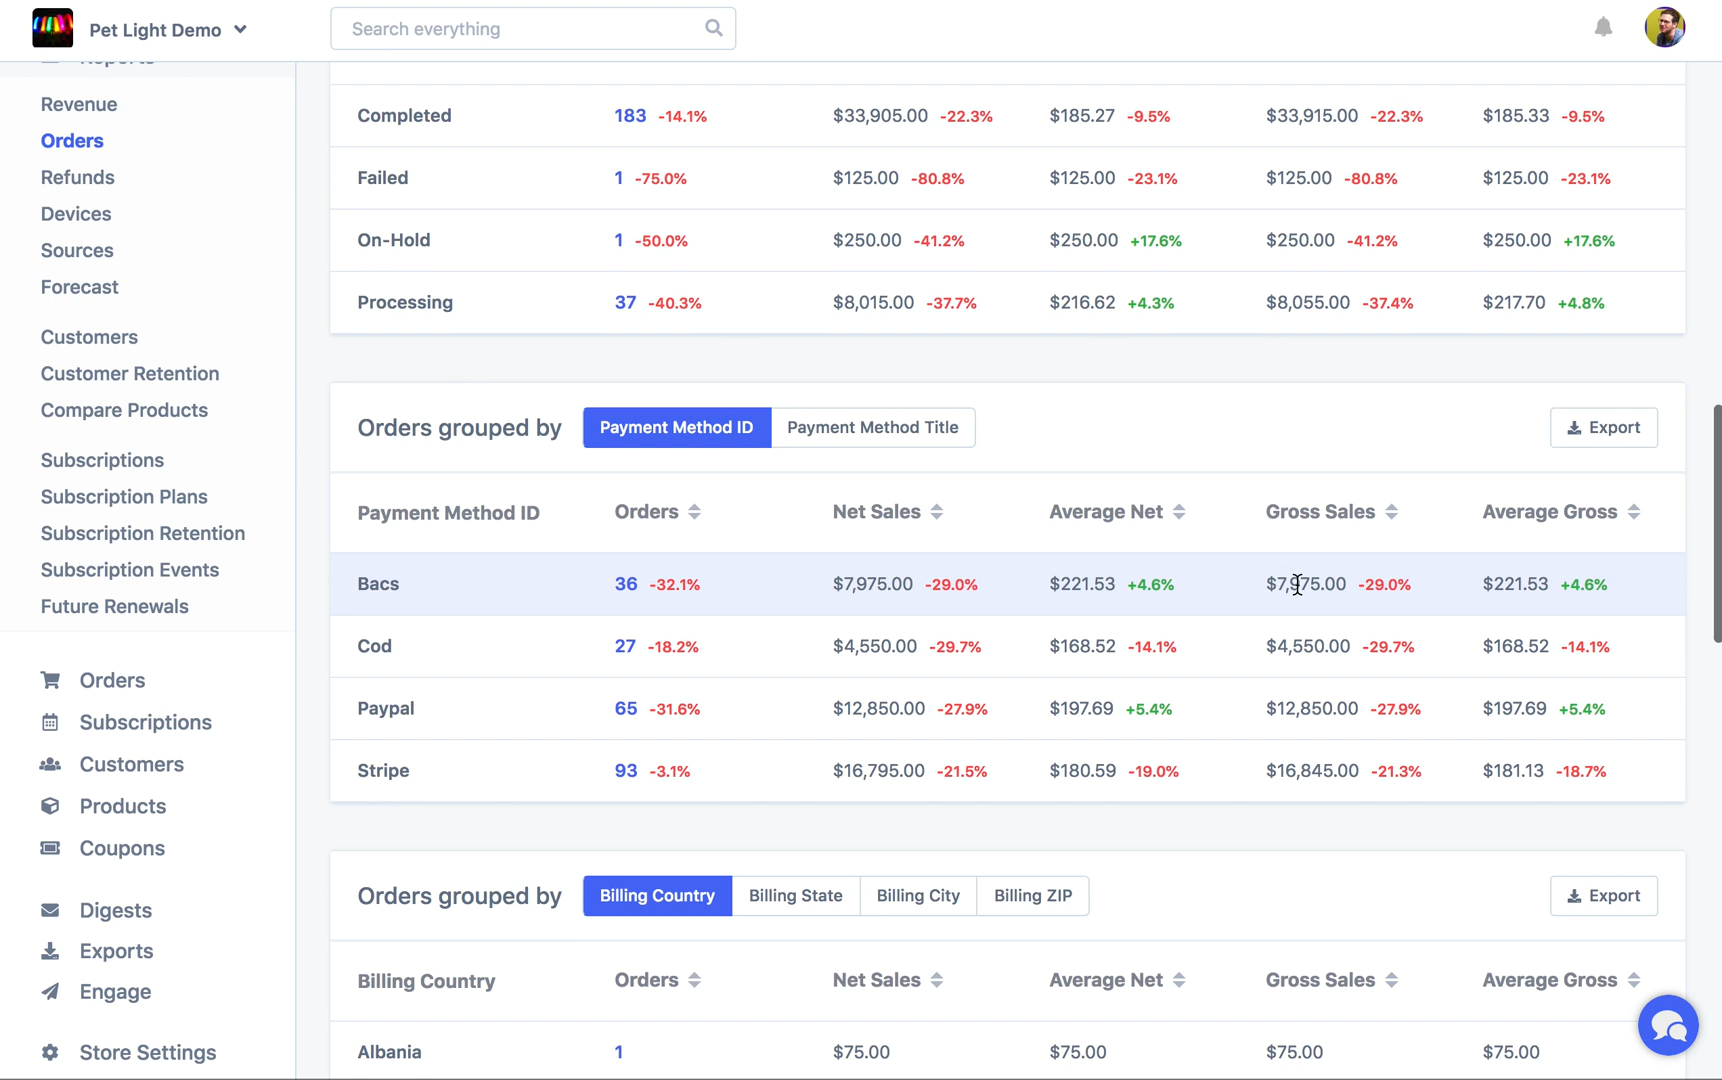 Pet Light Demo
Search everything
Reports
Revenue
Orders
Refunds
Devices
Sources
Forecast
Customers
Customer Retention
Compare Products
Subscriptions
Subscription Plans
Subscription Retention
Subscription Events
Future Renewals
Orders
Subscriptions
Customers
Products
Coupons
Digests
Exports
Engage
Store Settings
Completed 183 -14.1% $33,905.00 -22.3% $185.27 -9.5% $33,915.00 -22.3% $185.33 -9.5%
Failed 1 -75.0% $125.00 -80.8% $125.00 -23.1% $125.00 -80.8% $125.00 -23.1%
On-Hold 1 -50.0% $250.00 -41.2% $250.00 +17.6% $250.00 -41.2% $250.00 +17.6%
Processing 37 -40.3% $8,015.00 -37.7% $216.62 +4.3% $8,055.00 -37.4% $217.70 +4.8%
Orders grouped by Payment Method ID Payment Method Title Export
Payment Method ID Orders Net Sales Average Net Gross Sales Average Gross
Bacs 36 -32.1% $7,975.00 -29.0% $221.53 +4.6% $7,975.00 -29.0% $221.53 +4.6%
Cod 27 -18.2% $4,550.00 -29.7% $168.52 -14.1% $4,550.00 -29.7% $168.52 -14.1%
Paypal 65 -31.6% $12,850.00 -27.9% $197.69 +5.4% $12,850.00 -27.9% $197.69 +5.4%
Stripe 93 -3.1% $16,795.00 -21.5% $180.59 -19.0% $16,845.00 -21.3% $181.13 -18.7%
Orders grouped by Billing Country Billing State Billing City Billing ZIP Export
Billing Country Orders Net Sales Average Net Gross Sales Average Gross
Albania 1 $75.00 $75.00 $75.00 $75.00